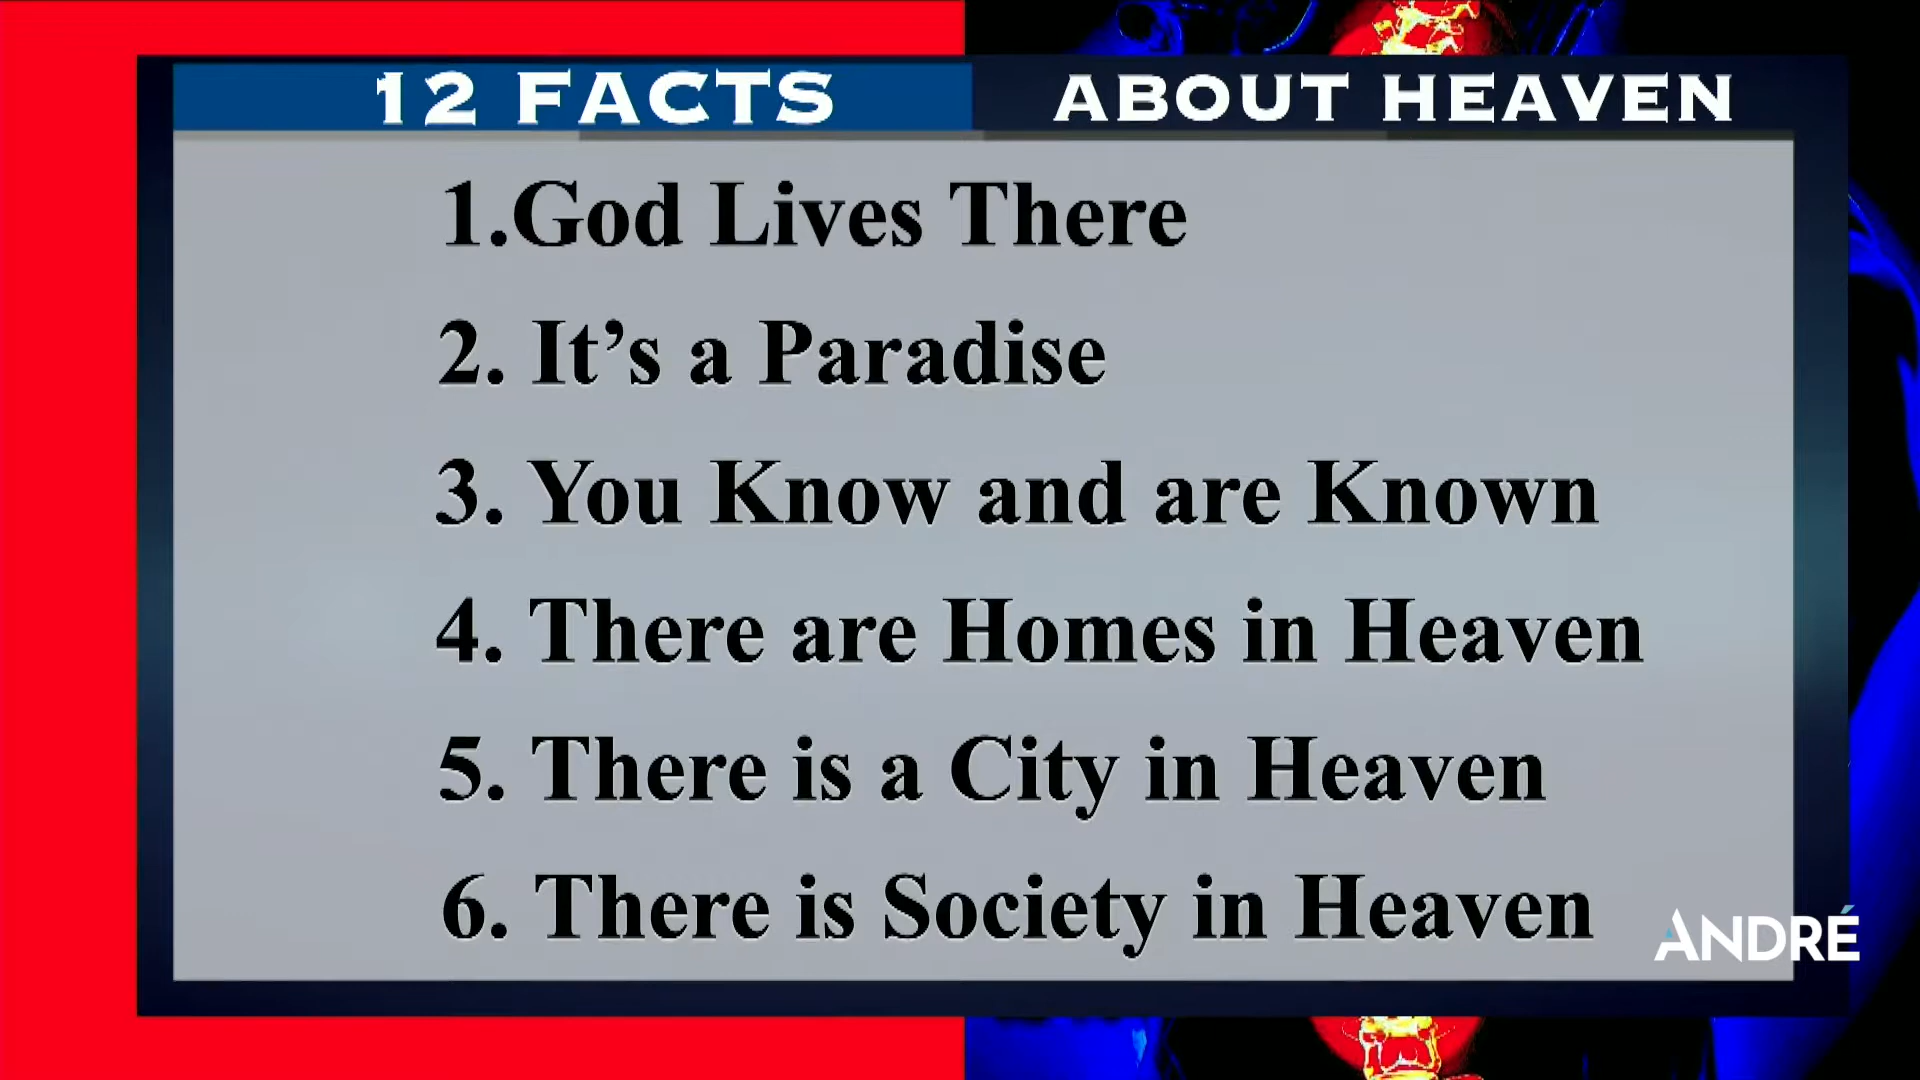 12 FACTS ABOUT HEAVEN
1.God Lives There
2. It’s a Paradise
3. You Know and are Known
4. There are Homes in Heaven
5. There is a City in Heaven
6. There is Society in Heaven
ANDRÉ